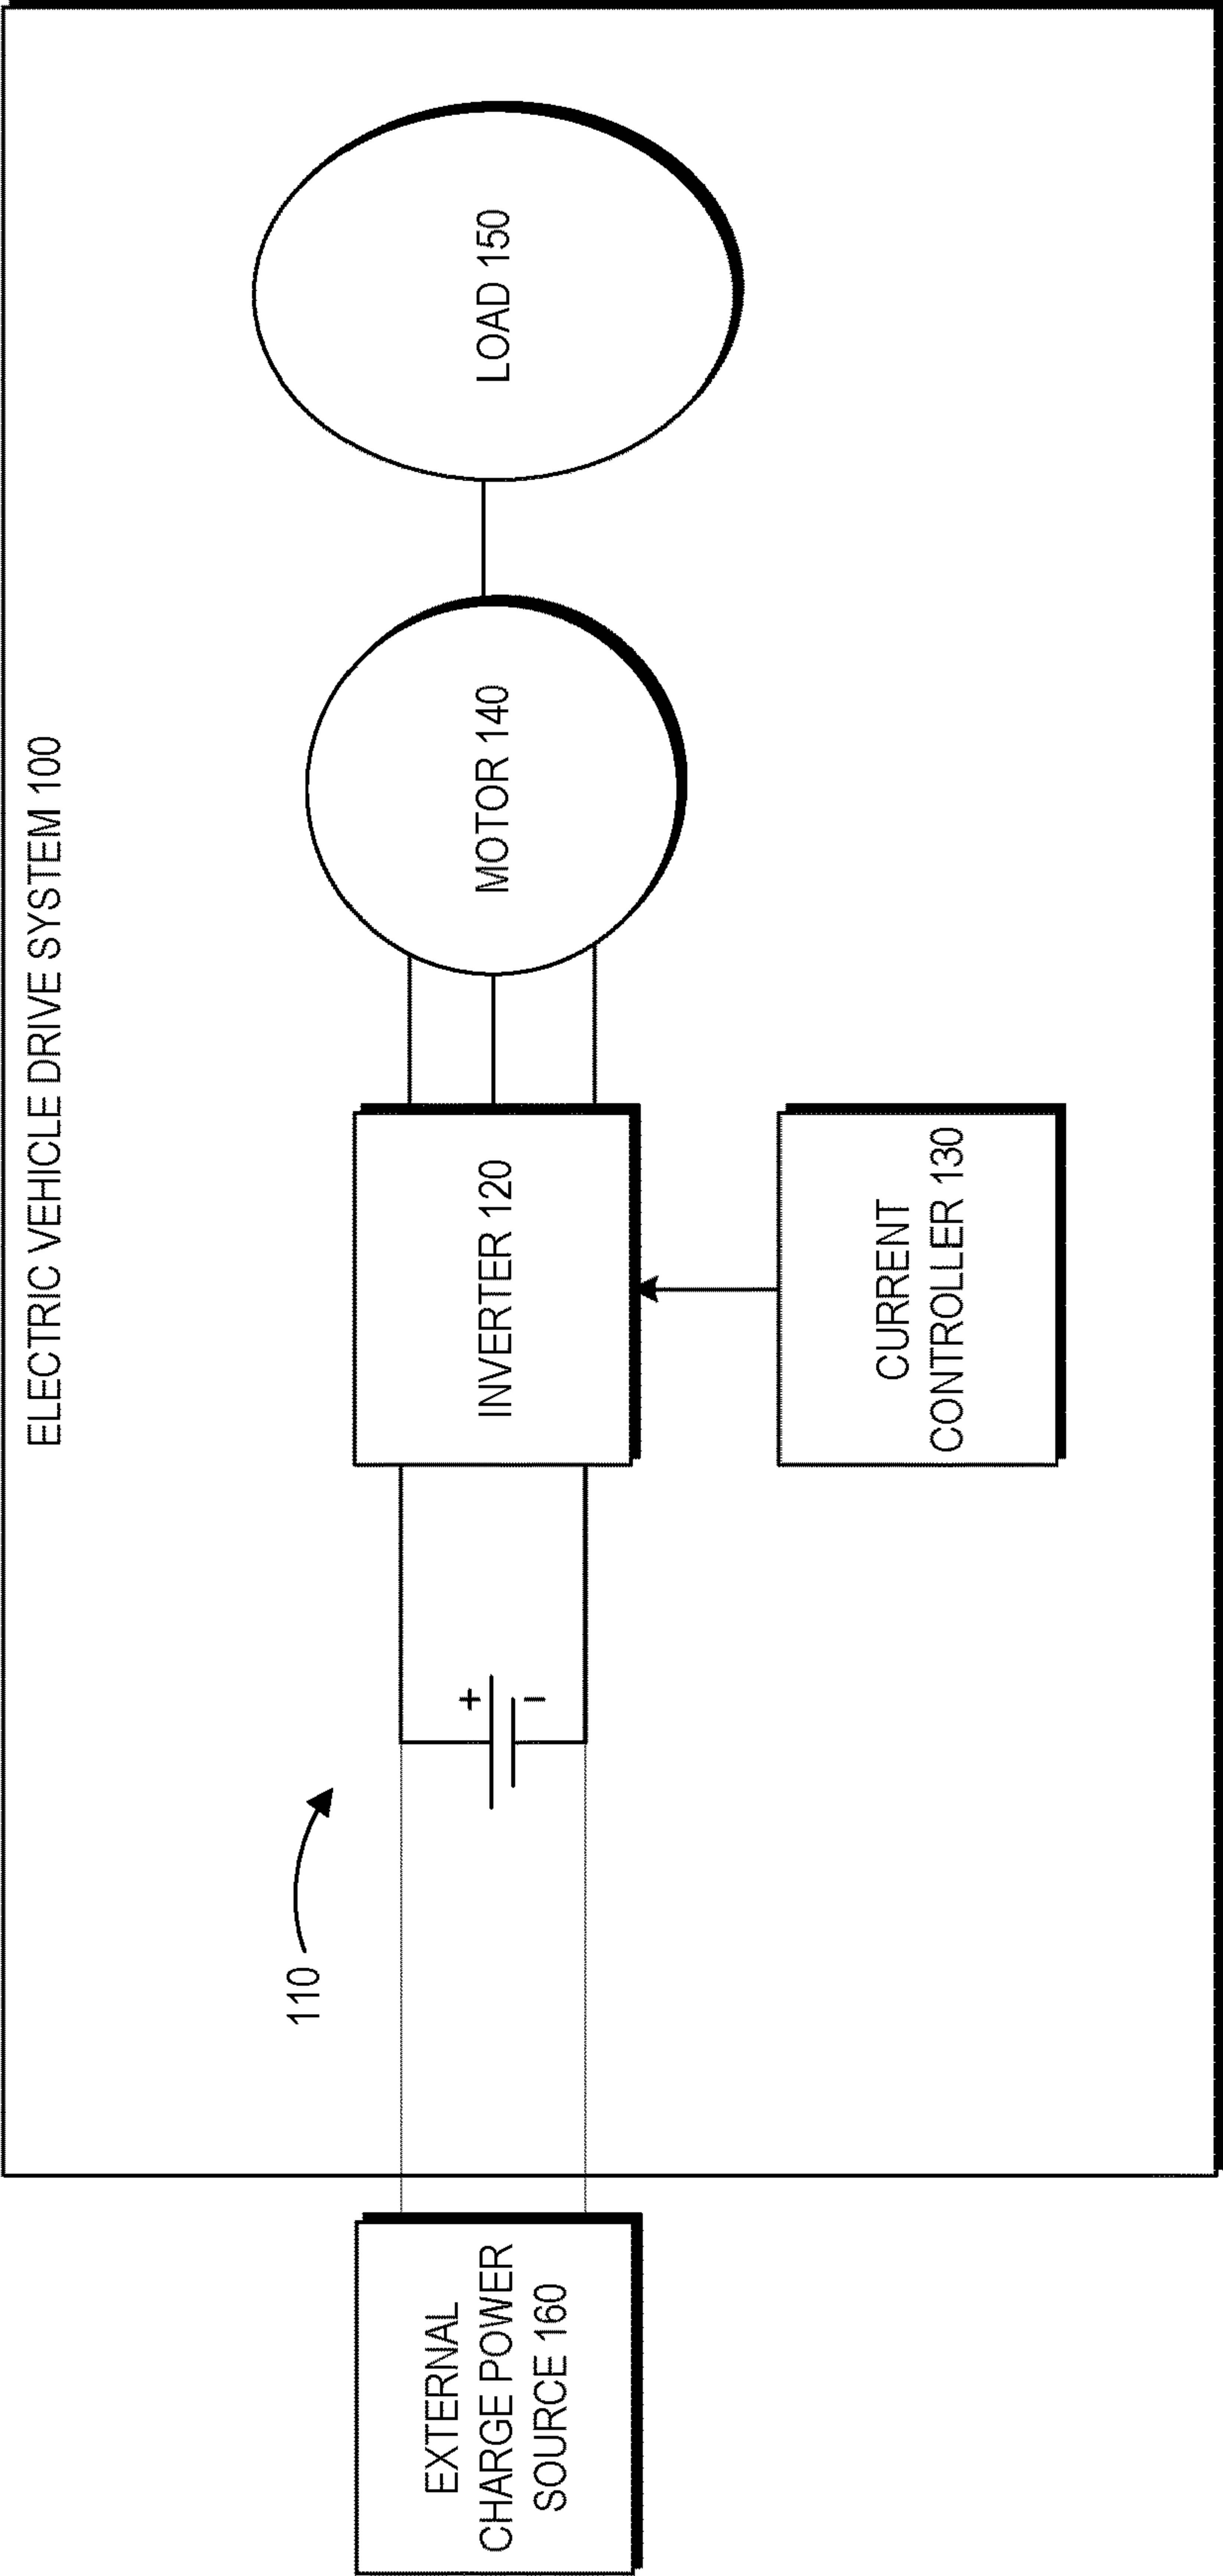 ELECTRIC VEHICLE DRIVE SYSTEM 100
110
EXTERNAL
CHARGE POWER
SOURCE 160
+
−
INVERTER 120
MOTOR 140
LOAD 150
CURRENT
CONTROLLER 130